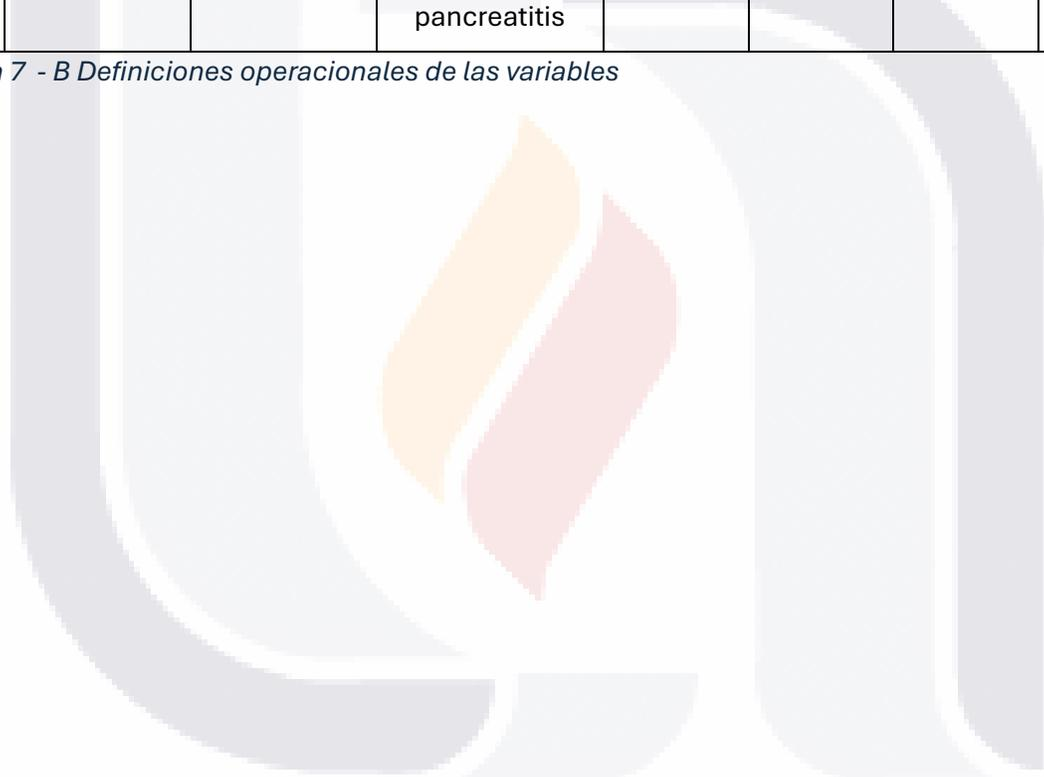 pancreatitis
7 - B Definiciones operacionales de las variables